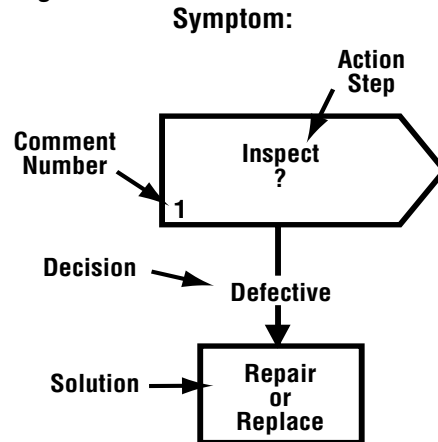 Symptom:
Action
Step
Comment
Number
Inspect
?
1
Decision
Defective
Solution
Repair
or
Replace